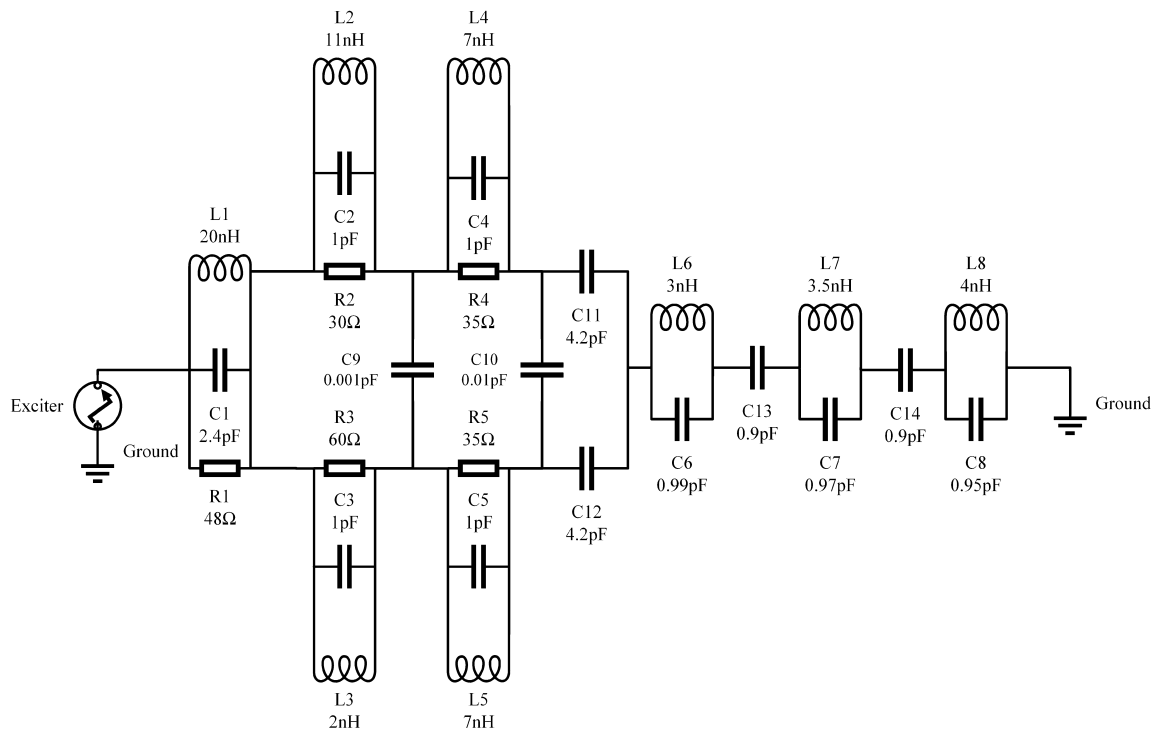 L2
11nH
L4
7nH
C2
1pF
C4
1pF
L1
20nH
R2
30Ω
R4
35Ω
C11
4.2pF
L6
3nH
L7
3.5nH
L8
4nH
C9
0.001pF
C10
0.01pF
Exciter
Ground
C1
2.4pF
R3
60Ω
R5
35Ω
C13
0.9pF
C14
0.9pF
Ground
R1
48Ω
C3
1pF
C5
1pF
C12
4.2pF
C6
0.99pF
C7
0.97pF
C8
0.95pF
L3
2nH
L5
7nH